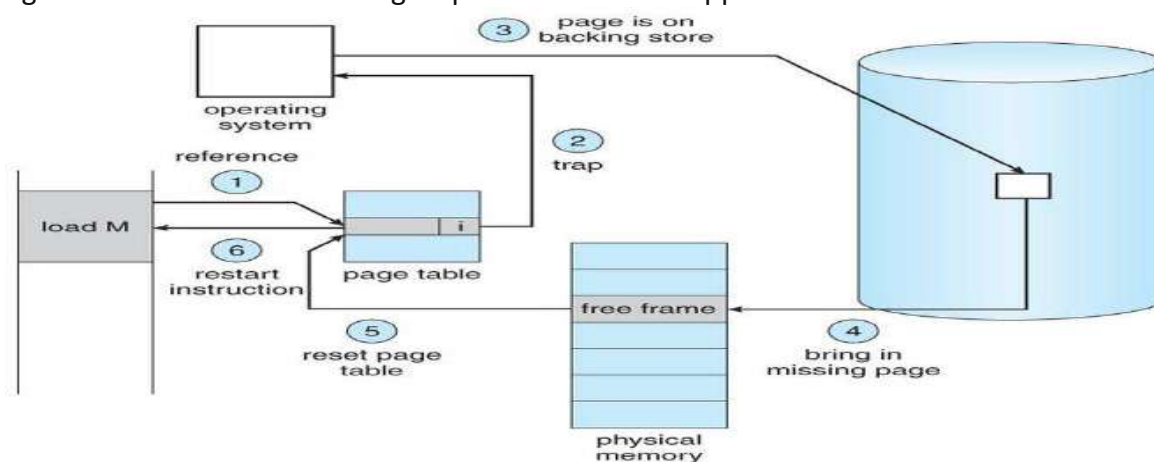 3
page is on
backing store
operating
system
2
trap
reference
1
load M
i
6
restart
instruction
page table
free frame
5
reset page
table
4
bring in
missing page
physical
memory